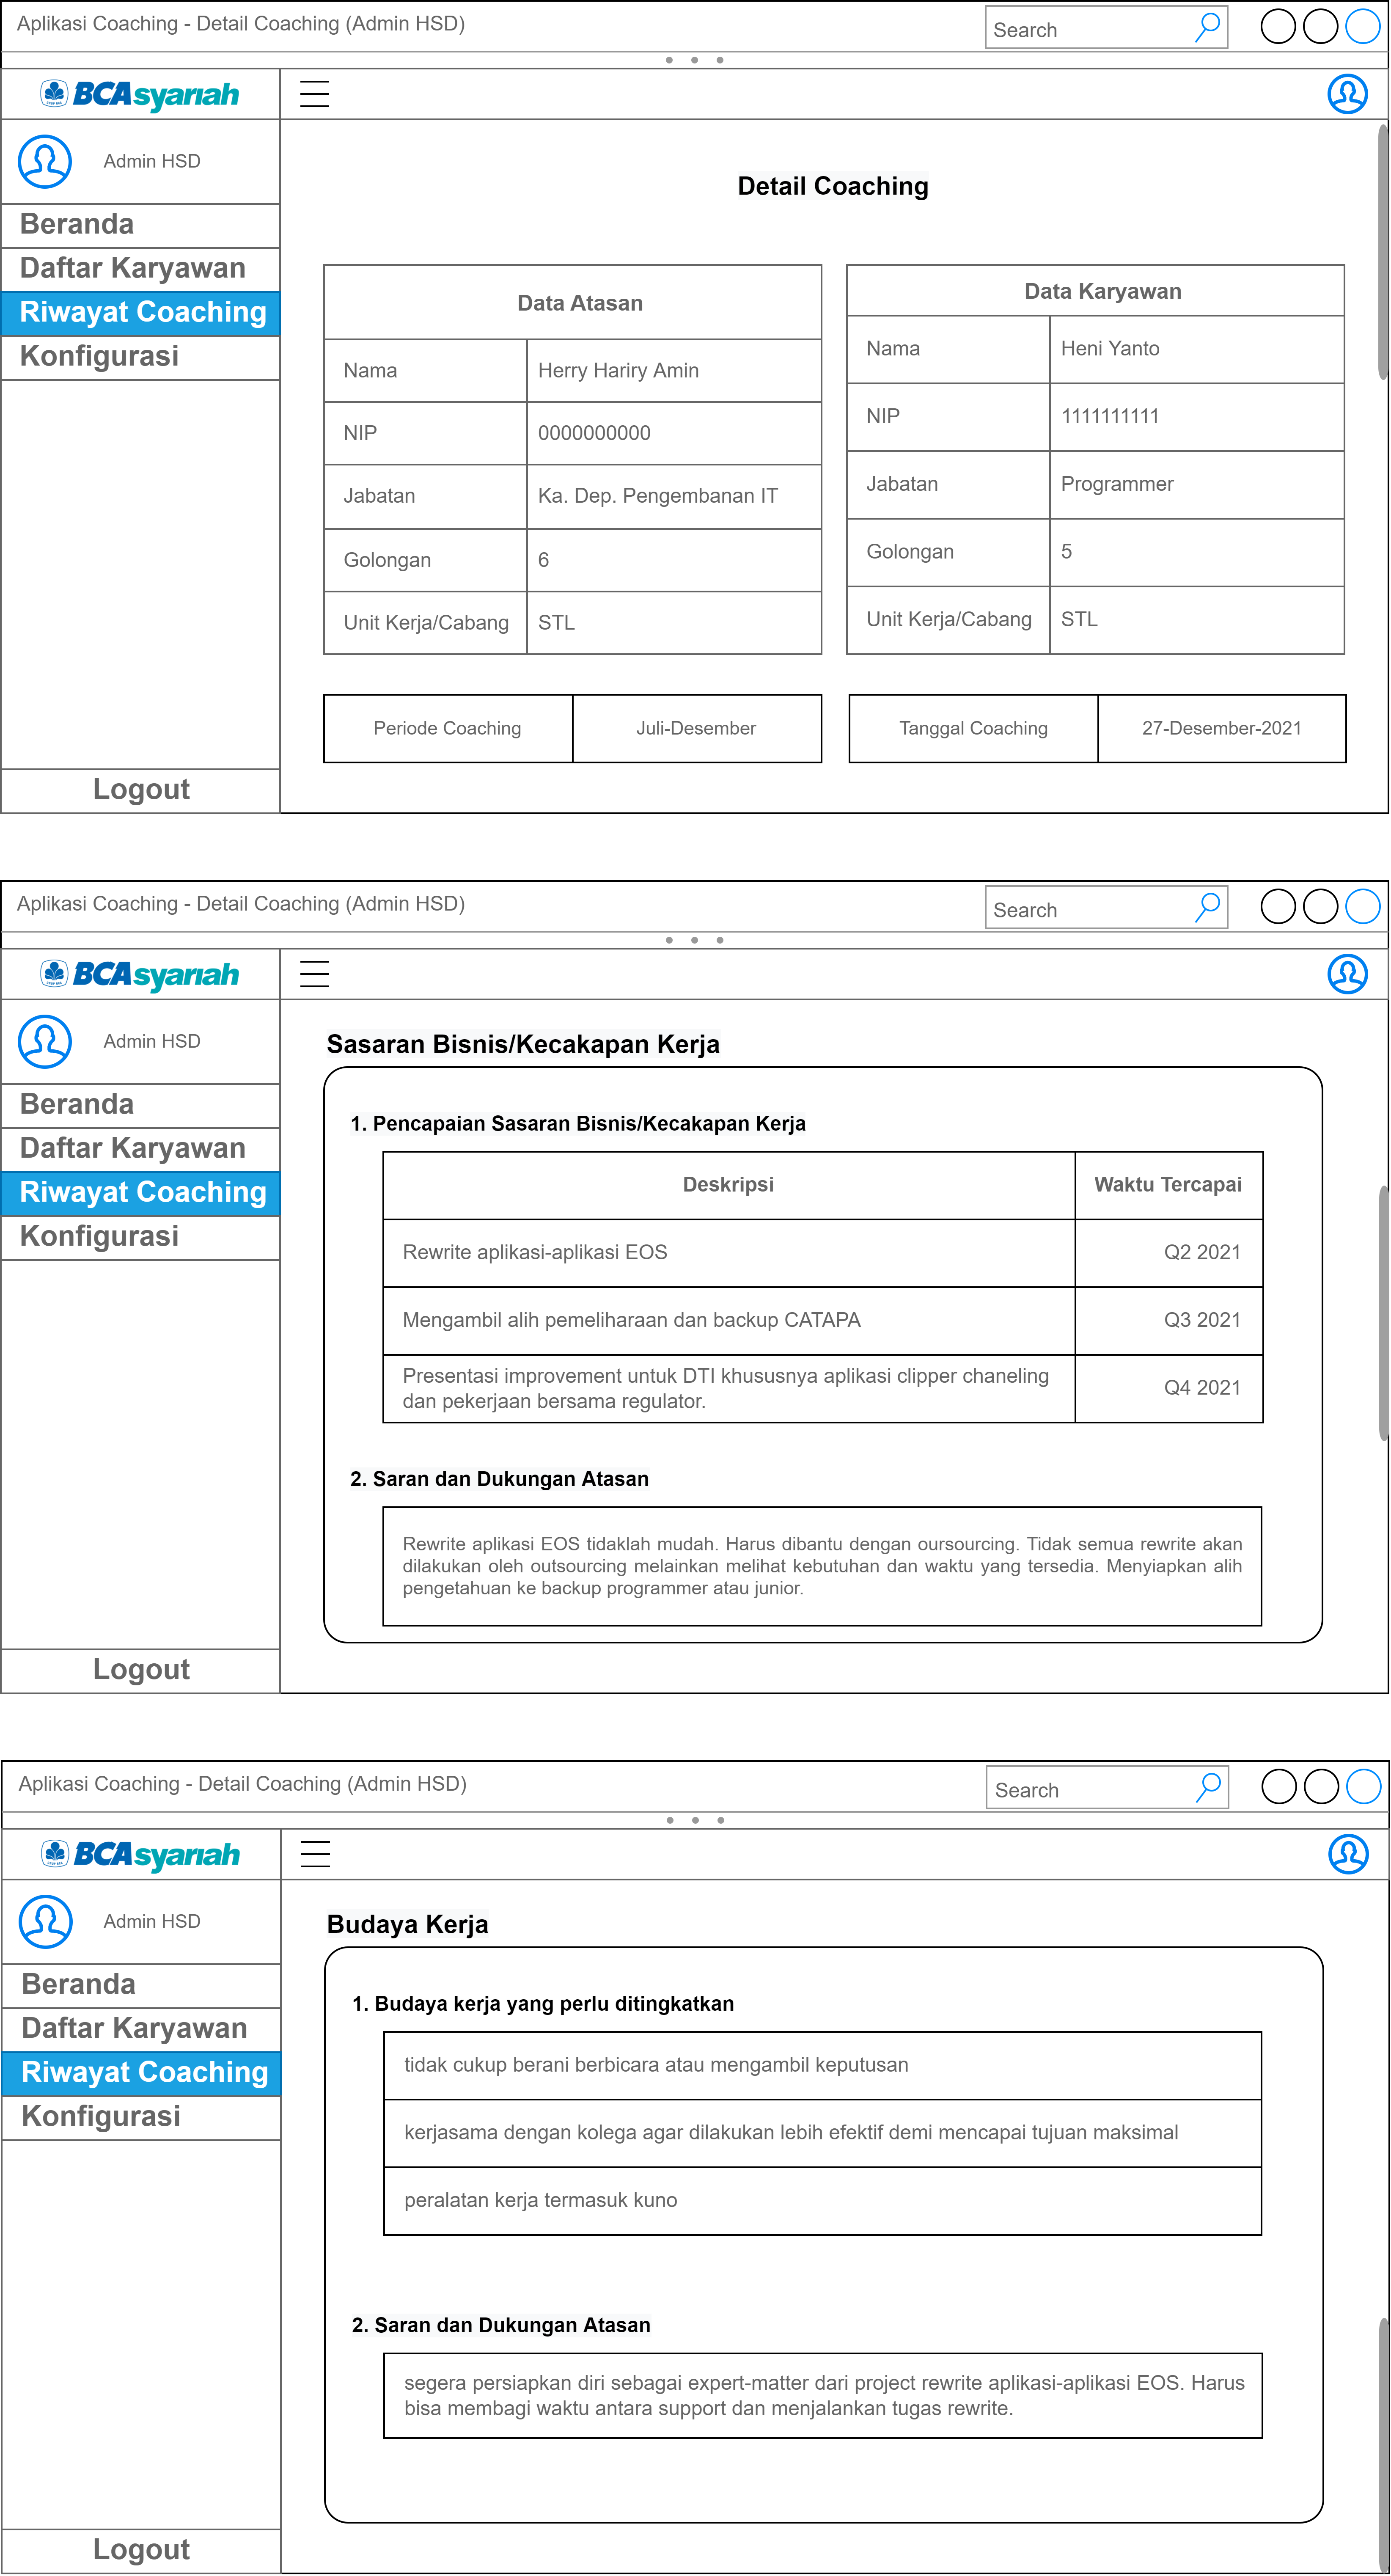 Aplikasi Coaching - Detail Coaching (Admin HSD)
Search
BCAsyariah
Admin HSD
Beranda
Daftar Karyawan
Riwayat Coaching
Konfigurasi
Logout
Detail Coaching
Data Atasan
Nama Herry Hariry Amin
NIP 0000000000
Jabatan Ka. Dep. Pengembanan IT
Golongan 6
Unit Kerja/Cabang STL
Data Karyawan
Nama Heni Yanto
NIP 1111111111
Jabatan Programmer
Golongan 5
Unit Kerja/Cabang STL
Periode Coaching Juli-Desember
Tanggal Coaching 27-Desember-2021
Aplikasi Coaching - Detail Coaching (Admin HSD)
Search
BCAsyariah
Admin HSD
Beranda
Daftar Karyawan
Riwayat Coaching
Konfigurasi
Logout
Sasaran Bisnis/Kecakapan Kerja
1. Pencapaian Sasaran Bisnis/Kecakapan Kerja
Deskripsi Waktu Tercapai
Rewrite aplikasi-aplikasi EOS Q2 2021
Mengambil alih pemeliharaan dan backup CATAPA Q3 2021
Presentasi improvement untuk DTI khususnya aplikasi clipper chaneling
dan pekerjaan bersama regulator. Q4 2021
2. Saran dan Dukungan Atasan
Rewrite aplikasi EOS tidaklah mudah. Harus dibantu dengan oursourcing. Tidak semua rewrite akan
dilakukan oleh outsourcing melainkan melihat kebutuhan dan waktu yang tersedia. Menyiapkan alih
pengetahuan ke backup programmer atau junior.
Aplikasi Coaching - Detail Coaching (Admin HSD)
Search
BCAsyariah
Admin HSD
Beranda
Daftar Karyawan
Riwayat Coaching
Konfigurasi
Logout
Budaya Kerja
1. Budaya kerja yang perlu ditingkatkan
tidak cukup berani berbicara atau mengambil keputusan
kerjasama dengan kolega agar dilakukan lebih efektif demi mencapai tujuan maksimal
peralatan kerja termasuk kuno
2. Saran dan Dukungan Atasan
segera persiapkan diri sebagai expert-matter dari project rewrite aplikasi-aplikasi EOS. Harus
bisa membagi waktu antara support dan menjalankan tugas rewrite.